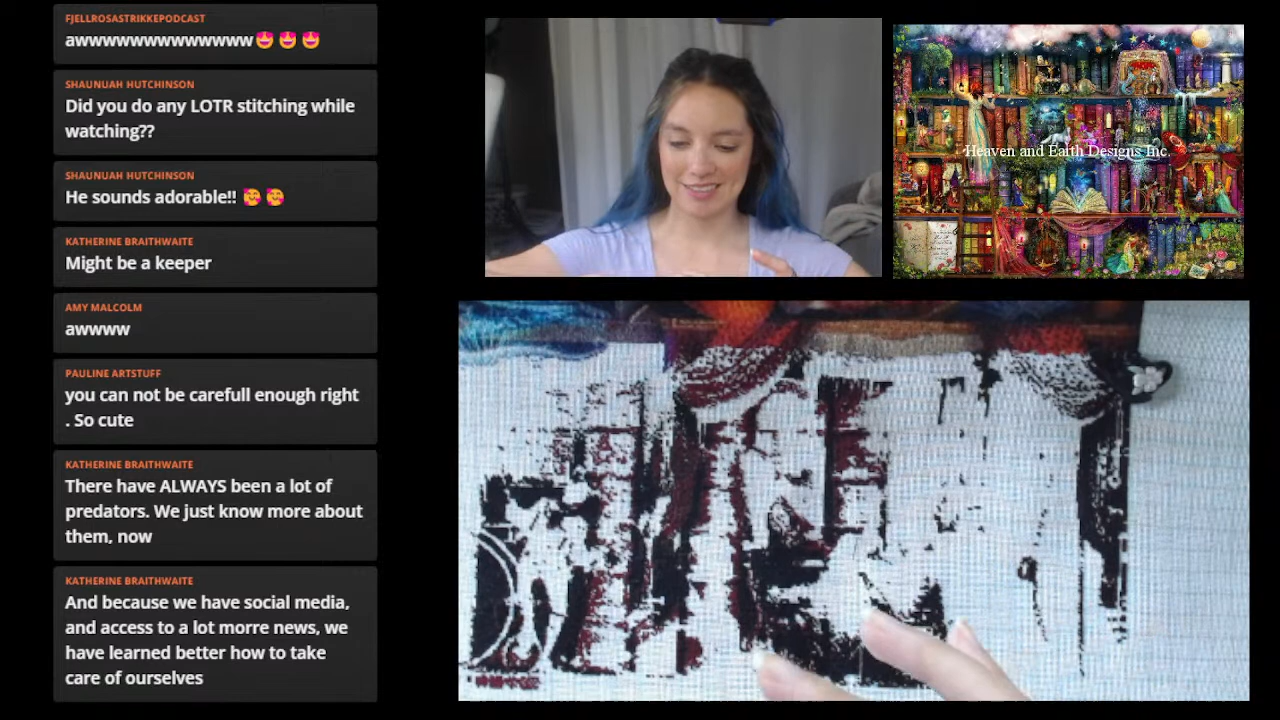 FJELLROSASTRIKKEPODCAST
awwwwwwwwwwwwww🤩 🤩 🤩
SHAUNUAH HUTCHINSON
Did you do any LOTR stitching while
watching??
SHAUNUAH HUTCHINSON
He sounds adorable!! 🥰 🥰
KATHERINE BRAITHWAITE
Might be a keeper
AMY MALCOLM
awwww
PAULINE ARTSTUFF
you can not be carefull enough right
. So cute
KATHERINE BRAITHWAITE
There have ALWAYS been a lot of
predators. We just know more about
them, now
KATHERINE BRAITHWAITE
And because we have social media,
and access to a lot morre news, we
have learned better how to take
care of ourselves
Heaven and Earth Designs Inc.